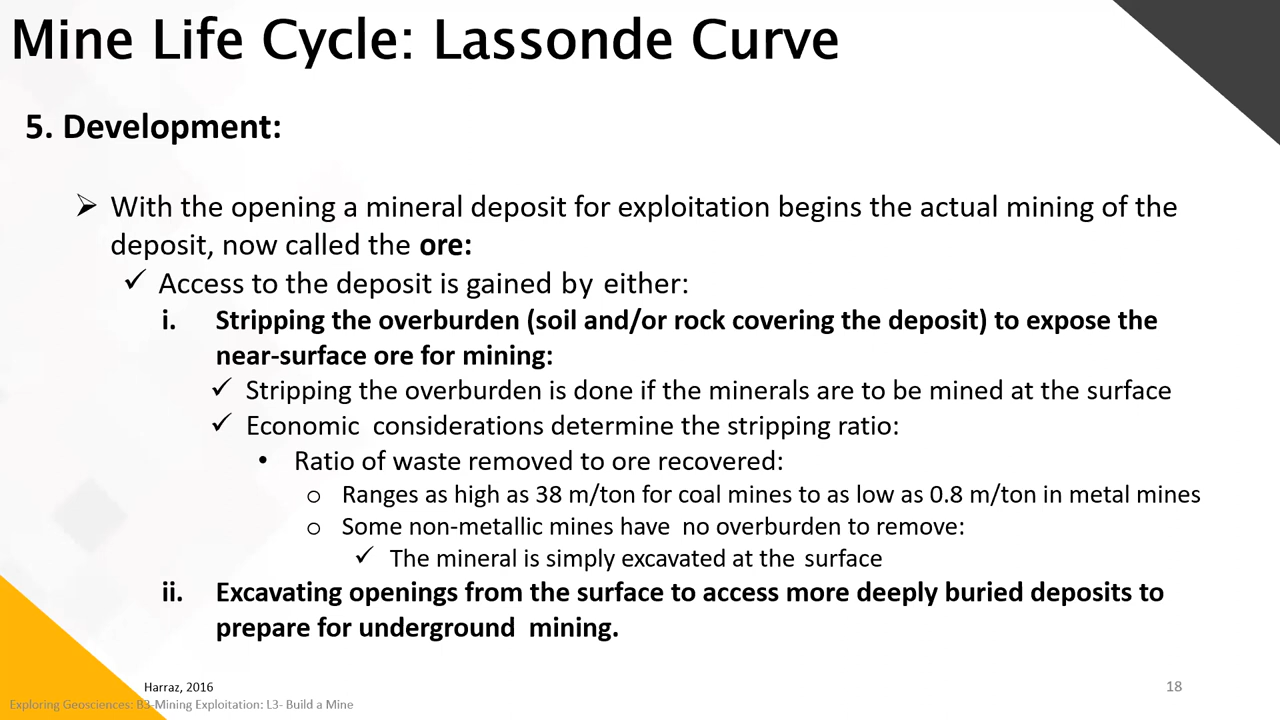 Mine Life Cycle: Lassonde Curve
5. Development:
➢ With the opening a mineral deposit for exploitation begins the actual mining of the
deposit, now called the ore:
✓ Access to the deposit is gained by either:
i. Stripping the overburden (soil and/or rock covering the deposit) to expose the
near-surface ore for mining:
✓ Stripping the overburden is done if the minerals are to be mined at the surface
✓ Economic considerations determine the stripping ratio:
• Ratio of waste removed to ore recovered:
o Ranges as high as 38 m/ton for coal mines to as low as 0.8 m/ton in metal mines
o Some non-metallic mines have no overburden to remove:
✓ The mineral is simply excavated at the surface
ii. Excavating openings from the surface to access more deeply buried deposits to
prepare for underground mining.
Harraz, 2016
18
Exploring Geosciences: B3-Mining Exploitation: L3- Build a Mine